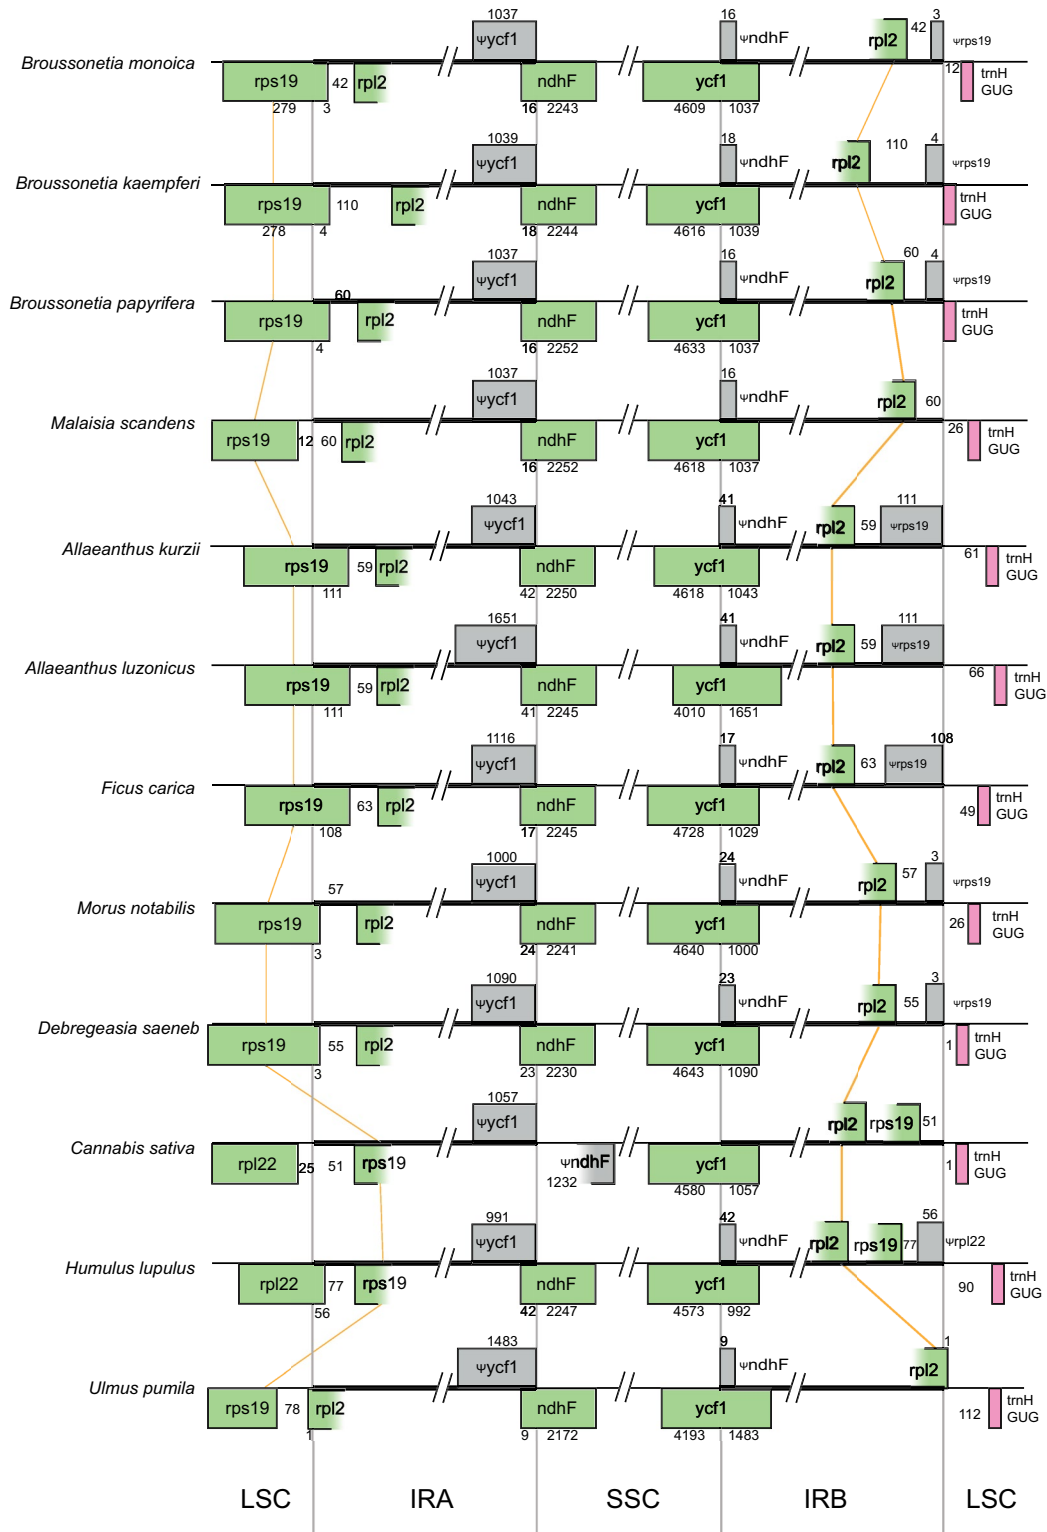 1037 16 42 3
ψycf1 ψndhF rpl2 ψrps19
Broussonetia monoica
rps19 42 rpl2 ndhF ycf1 12 trnH
GUG
279 3 16 2243 4609 1037
1039 18 110 4
ψycf1 ψndhF rpl2 ψrps19
Broussonetia kaempferi
rps19 110 rpl2 ndhF ycf1 trnH
GUG
278 4 18 2244 4616 1039
1037 16 60 4
ψycf1 ψndhF rpl2 ψrps19
Broussonetia papyrifera
60
rps19 rpl2 ndhF ycf1 trnH
GUG
4 16 2252 4633 1037
1037 16
ψycf1 ψndhF rpl2 60
Malaisia scandens
rps19 12 60 rpl2 ndhF ycf1 26 trnH
GUG
16 2252 4618 1037
1043 41 111
ψycf1 ψndhF rpl2 59 ψrps19
Allaeanthus kurzii
rps19 59 rpl2 ndhF ycf1 61 trnH
GUG
111 42 2250 4618 1043
1651 41 111
ψycf1 ψndhF rpl2 59 ψrps19
Allaeanthus luzonicus
rps19 59 rpl2 ndhF ycf1 66 trnH
GUG
111 41 2245 4010 1651
1116 17 108
ψycf1 ψndhF rpl2 63 ψrps19
Ficus carica
rps19 63 rpl2 ndhF ycf1 49 trnH
GUG
108 17 2245 4728 1029
1000 24 3
57 ψycf1 ψndhF rpl2 57 ψrps19
Morus notabilis
rps19 rpl2 ndhF ycf1 26 trnH
GUG
3 24 2241 4640 1000
1090 23 3
ψycf1 ψndhF rpl2 55 ψrps19
Debregeasia saeneb
rps19 55 rpl2 ndhF ycf1 1 trnH
GUG
3 23 2230 4643 1090
1057
ψycf1 rpl2 rps19 51
Cannabis sativa
rpl22 25 51 rps19 ψndhF ycf1 1 trnH
GUG
1232 4580 1057
991 42 56
ψycf1 ψndhF rpl2 rps19 77 ψrpl22
Humulus lupulus
rpl22 77 rps19 ndhF ycf1 90 trnH
GUG
56 42 2247 4573 992
1483 9 1
ψycf1 ψndhF rpl2
Ulmus pumila
rps19 78 rpl2 ndhF ycf1 112 trnH
GUG
1 9 2172 4193 1483
LSC IRA SSC IRB LSC